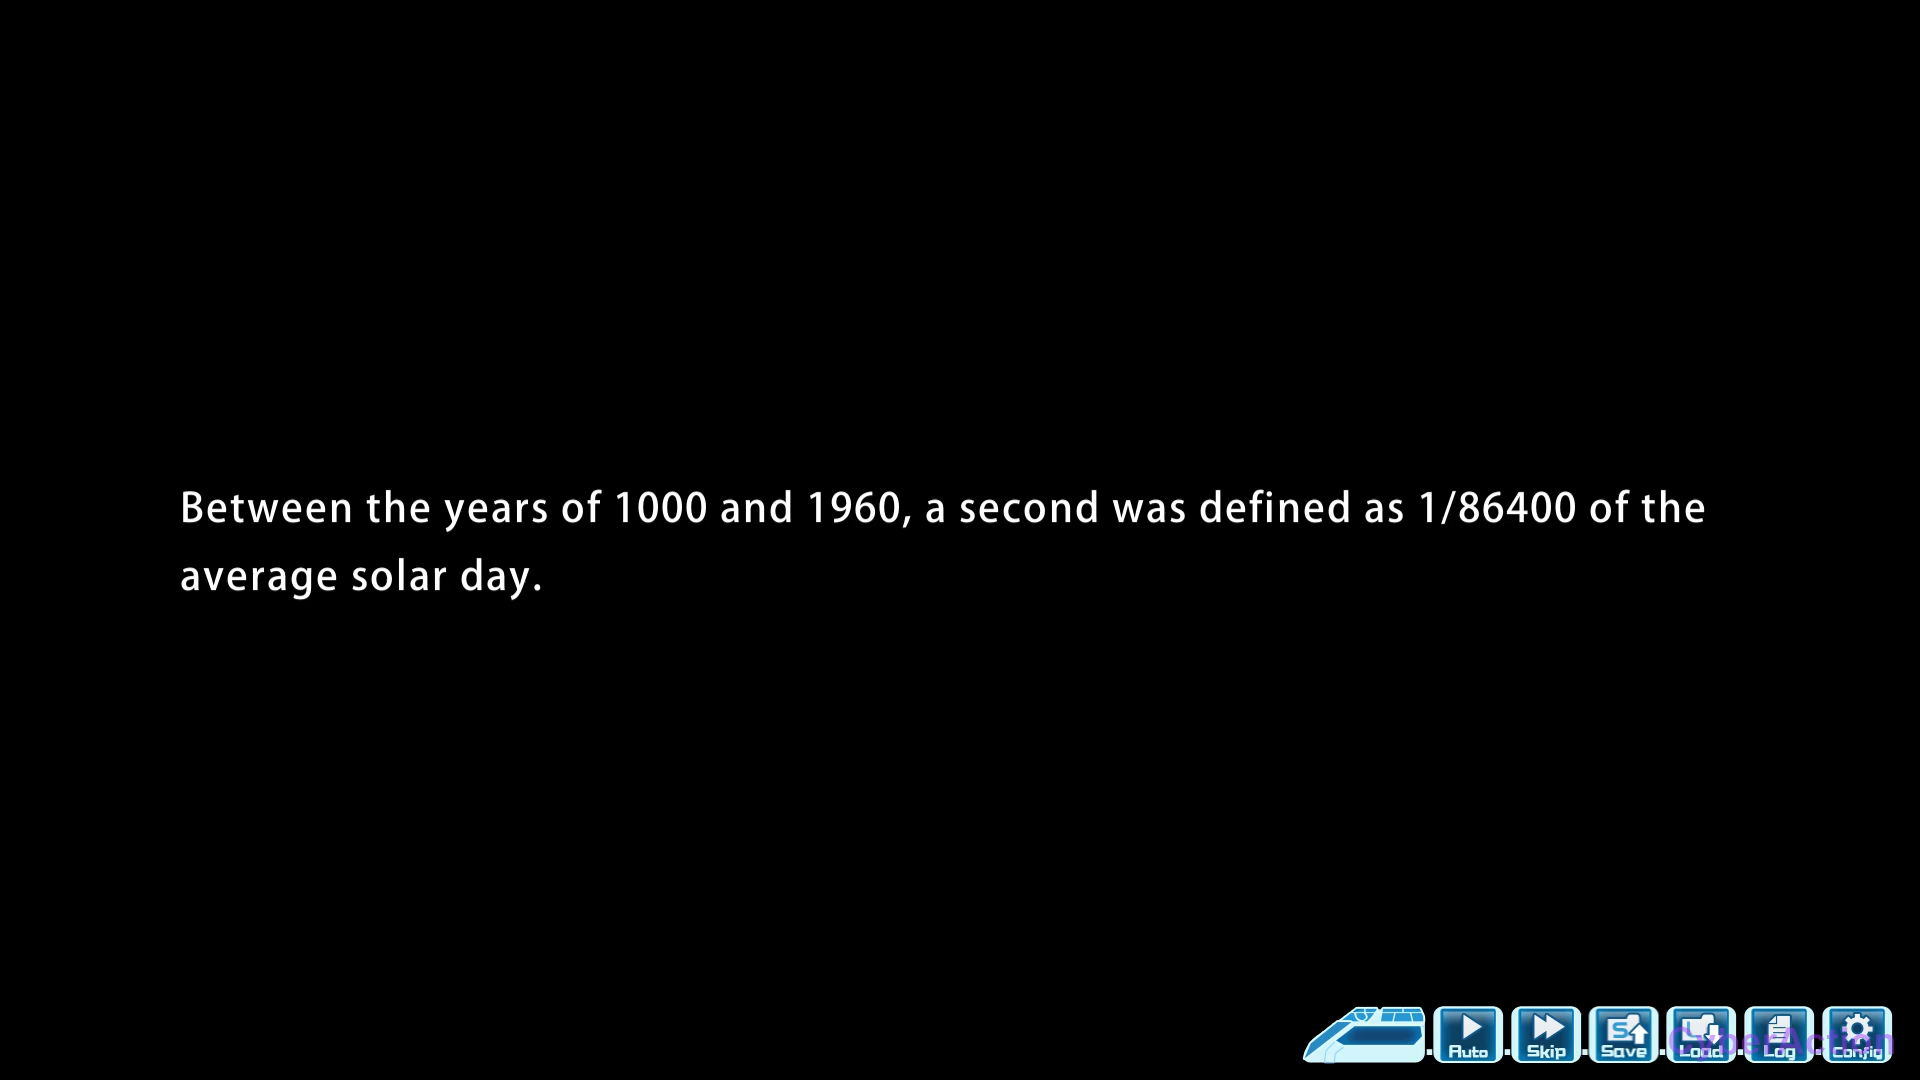 Between the years of 1000 and 1960, a second was defined as 1/86400 of the
average solar day.
Auto Skip Save Load Log Config
CyberAction